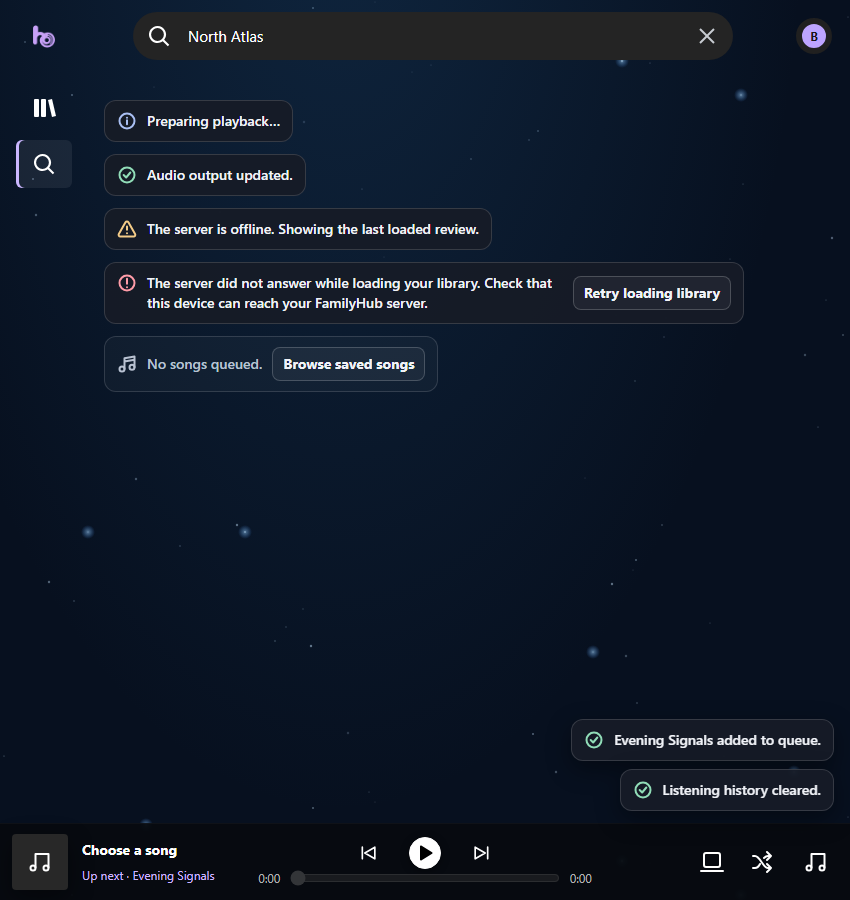 North Atlas
B
Preparing playback...
Audio output updated.
The server is offline. Showing the last loaded review.
The server did not answer while loading your library. Check that
this device can reach your FamilyHub server.
Retry loading library
No songs queued.
Browse saved songs
Evening Signals added to queue.
Listening history cleared.
Choose a song
Up next · Evening Signals
0:00
0:00